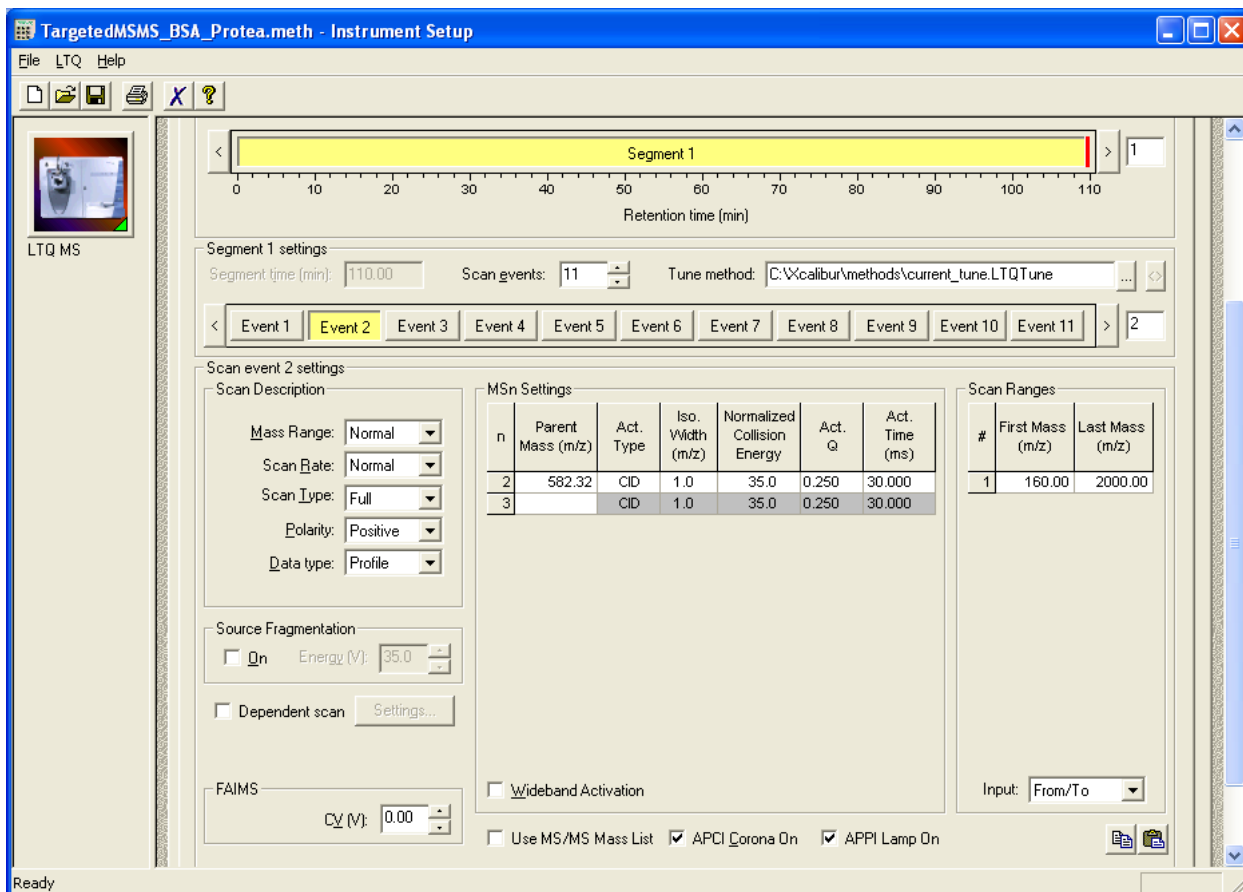 TargetedMSMS_BSA_Protea.meth - Instrument Setup
File LTQ Help
LTQ MS
< Segment 1 > 1
0 10 20 30 40 50 60 70 80 90 100 110
Retention time (min)
Segment 1 settings
Segment time (min): 110.00 Scan events: 11 Tune method: C:\Xcalibur\methods\current_tune.LTQTune ... <>
< Event 1 Event 2 Event 3 Event 4 Event 5 Event 6 Event 7 Event 8 Event 9 Event 10 Event 11 > 2
Scan event 2 settings
Scan Description
Mass Range: Normal
Scan Rate: Normal
Scan Type: Full
Polarity: Positive
Data type: Profile
Source Fragmentation
On Energy (V): 35.0
Dependent scan Settings...
FAIMS
CV (V): 0.00
MSn Settings
n Parent Mass (m/z) Act. Type Iso. Width (m/z) Normalized Collision Energy Act. Q Act. Time (ms)
2 582.32 CID 1.0 35.0 0.250 30.000
3 CID 1.0 35.0 0.250 30.000
Wideband Activation
Use MS/MS Mass List APCI Corona On APPI Lamp On
Scan Ranges
# First Mass (m/z) Last Mass (m/z)
1 160.00 2000.00
Input: From/To
Ready